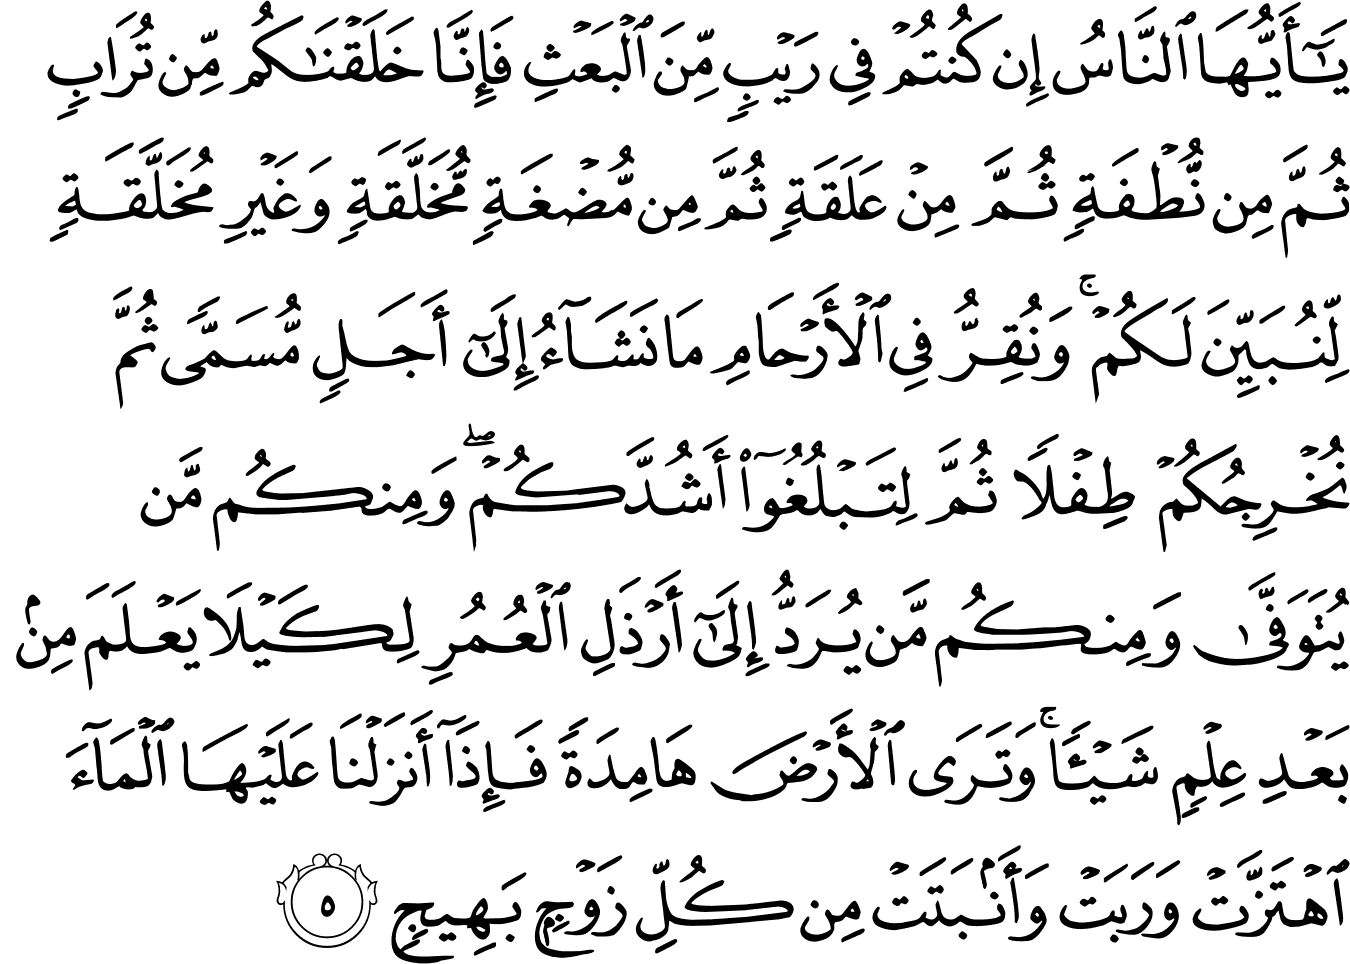 يَـٰٓأَيُّهَا ٱلنَّاسُ إِن كُنتُمْ فِى رَيْبٍ مِّنَ ٱلْبَعْثِ فَإِنَّا خَلَقْنَـٰكُم مِّن تُرَابٍ
ثُمَّ مِن نُّطْفَةٍ ثُمَّ مِنْ عَلَقَةٍ ثُمَّ مِن مُّضْغَةٍ مُّخَلَّقَةٍ وَغَيْرِ مُخَلَّقَةٍ
لِّنُبَيِّنَ لَكُمْ ۚ وَنُقِرُّ فِى ٱلْأَرْحَامِ مَا نَشَآءُ إِلَىٰٓ أَجَلٍ مُّسَمًّى ثُمَّ
نُخْرِجُكُمْ طِفْلًا ثُمَّ لِتَبْلُغُوٓا۟ أَشُدَّكُمْ ۖ وَمِنكُم مَّن
يُتَوَفَّىٰ وَمِنكُم مَّن يُرَدُّ إِلَىٰٓ أَرْذَلِ ٱلْعُمُرِ لِكَيْلَا يَعْلَمَ مِنۢ
بَعْدِ عِلْمٍ شَيْـًٔا ۚ وَتَرَى ٱلْأَرْضَ هَامِدَةً فَإِذَآ أَنزَلْنَا عَلَيْهَا ٱلْمَآءَ
ٱهْتَزَّتْ وَرَبَتْ وَأَنۢبَتَتْ مِن كُلِّ زَوْجٍۭ بَهِيجٍ ٥